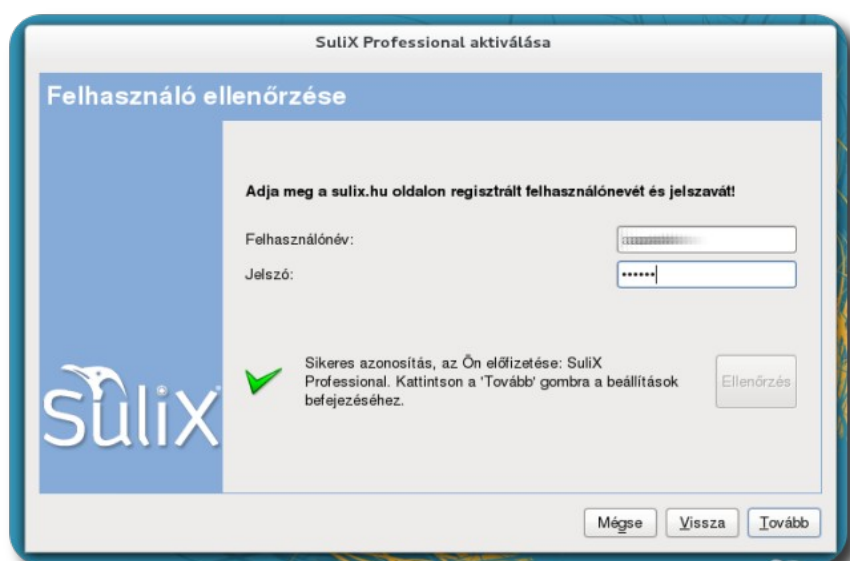 SuliX Professional aktiválása
Felhasználó ellenőrzése
Adja meg a sulix.hu oldalon regisztrált felhasználónevét és jelszavát!
Felhasználónév:
Jelszó: ••••••
Sikeres azonosítás, az Ön előfizetése: SuliX
Professional. Kattintson a 'Tovább' gombra a beállítások
befejezéséhez.
Ellenőrzés
SuliX
Mégse Vissza Tovább